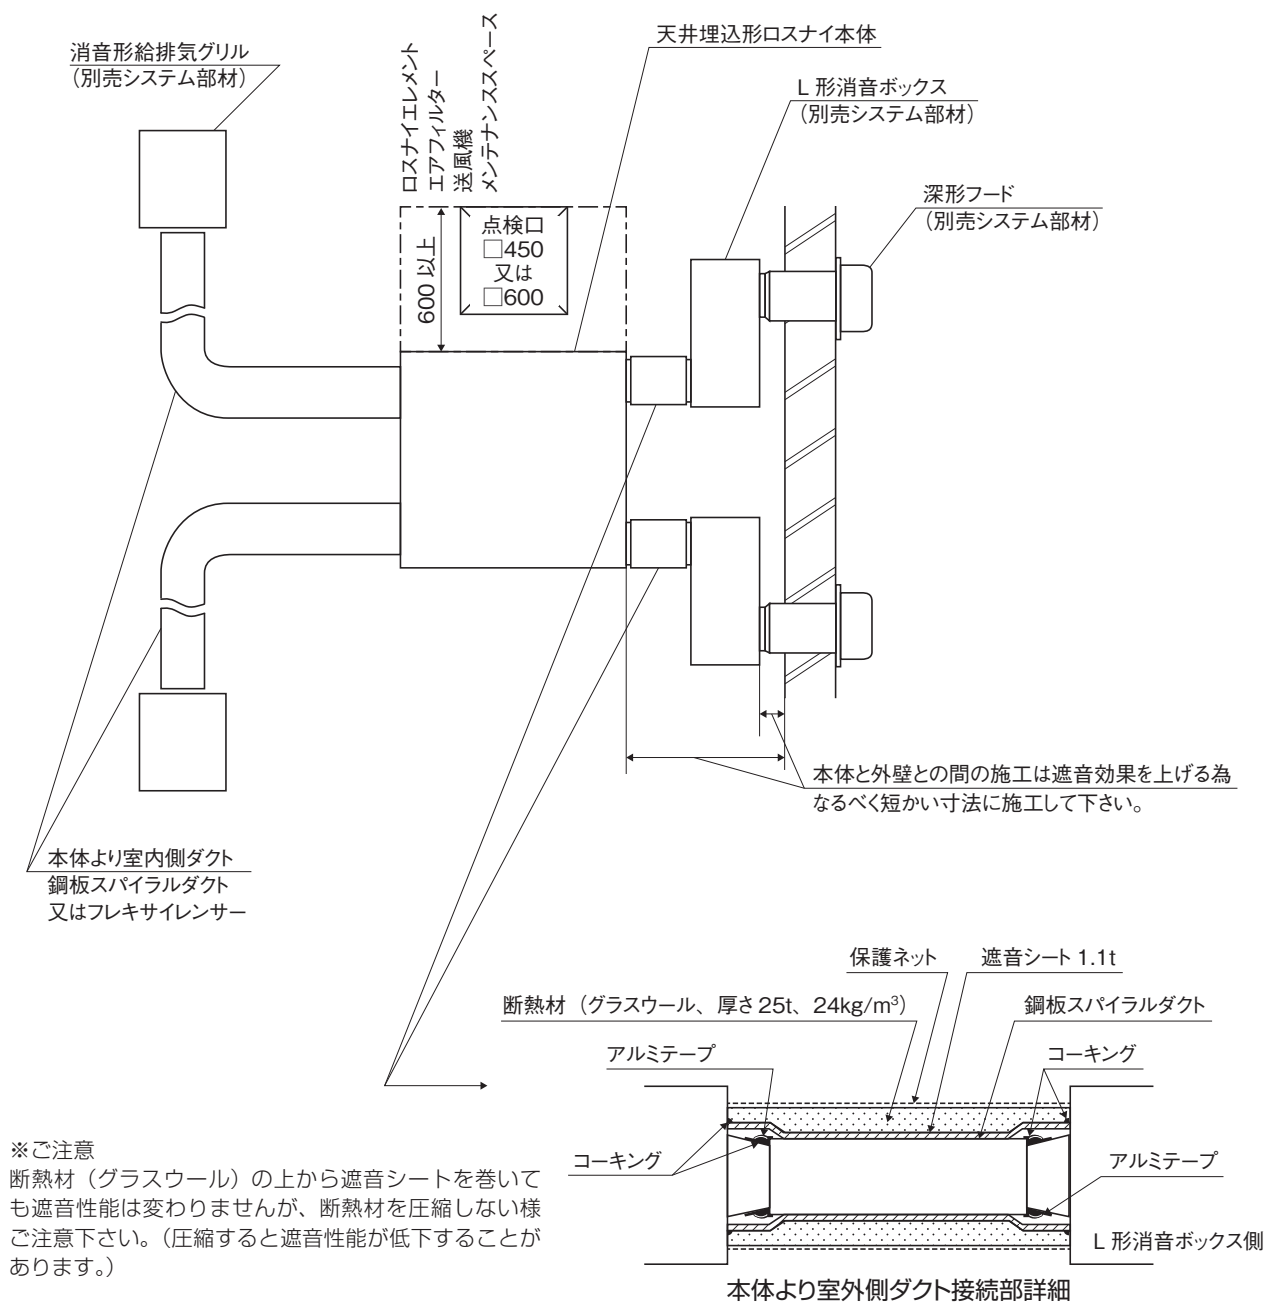 消音形給排気グリル
(別売システム部材)
ロスナイエレメント
エアフィルター
送風機
メンテナンススペース
天井埋込形ロスナイ本体
L 形消音ボックス
(別売システム部材)
深形フード
(別売システム部材)
600 以上
点検口
□450
又は
□600
本体と外壁との間の施工は遮音効果を上げる為
なるべく短かい寸法に施工して下さい。
本体より室内側ダクト
鋼板スパイラルダクト
又はフレキサイレンサー
保護ネット
遮音シート 1.1t
断熱材（グラスウール、厚さ 25t、24kg/m³）
鋼板スパイラルダクト
アルミテープ
コーキング
コーキング
アルミテープ
L 形消音ボックス側
本体より室外側ダクト接続部詳細
※ご注意
断熱材（グラスウール）の上から遮音シートを巻いて
も遮音性能は変わりませんが、断熱材を圧縮しない様
ご注意下さい。（圧縮すると遮音性能が低下することが
あります。）